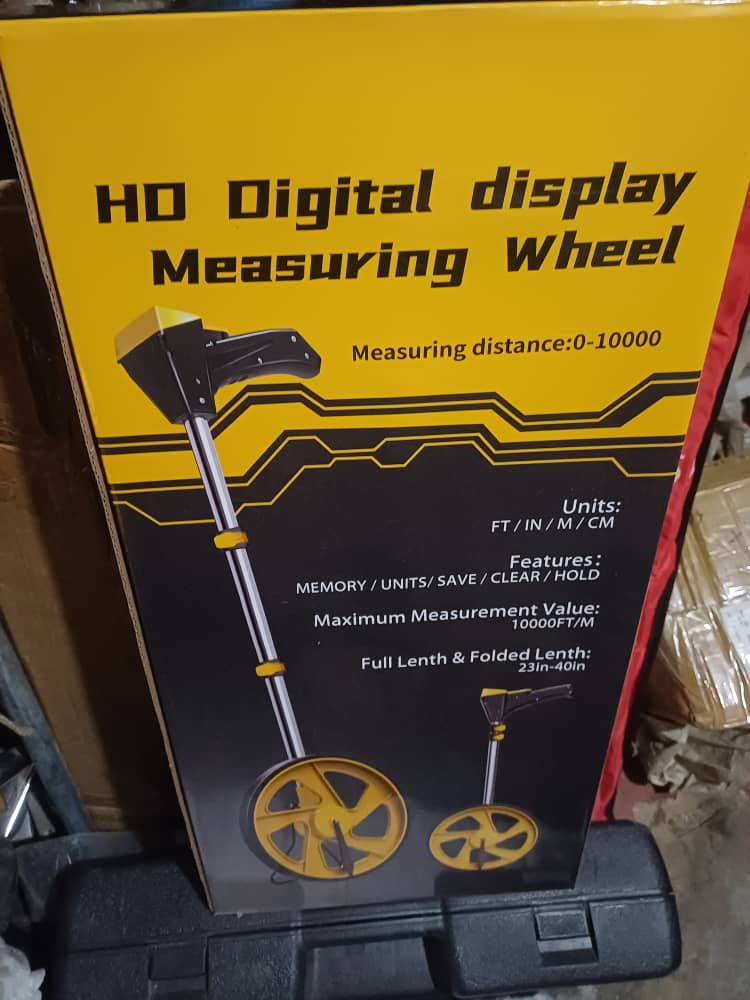 HD Digital display
Measuring Wheel
Measuring distance:0-10000
Units:
FT / IN / M / CM
Features:
MEMORY / UNITS/ SAVE / CLEAR / HOLD
Maximum Measurement Value:
10000FT/M
Full Lenth & Folded Lenth:
23in-40in